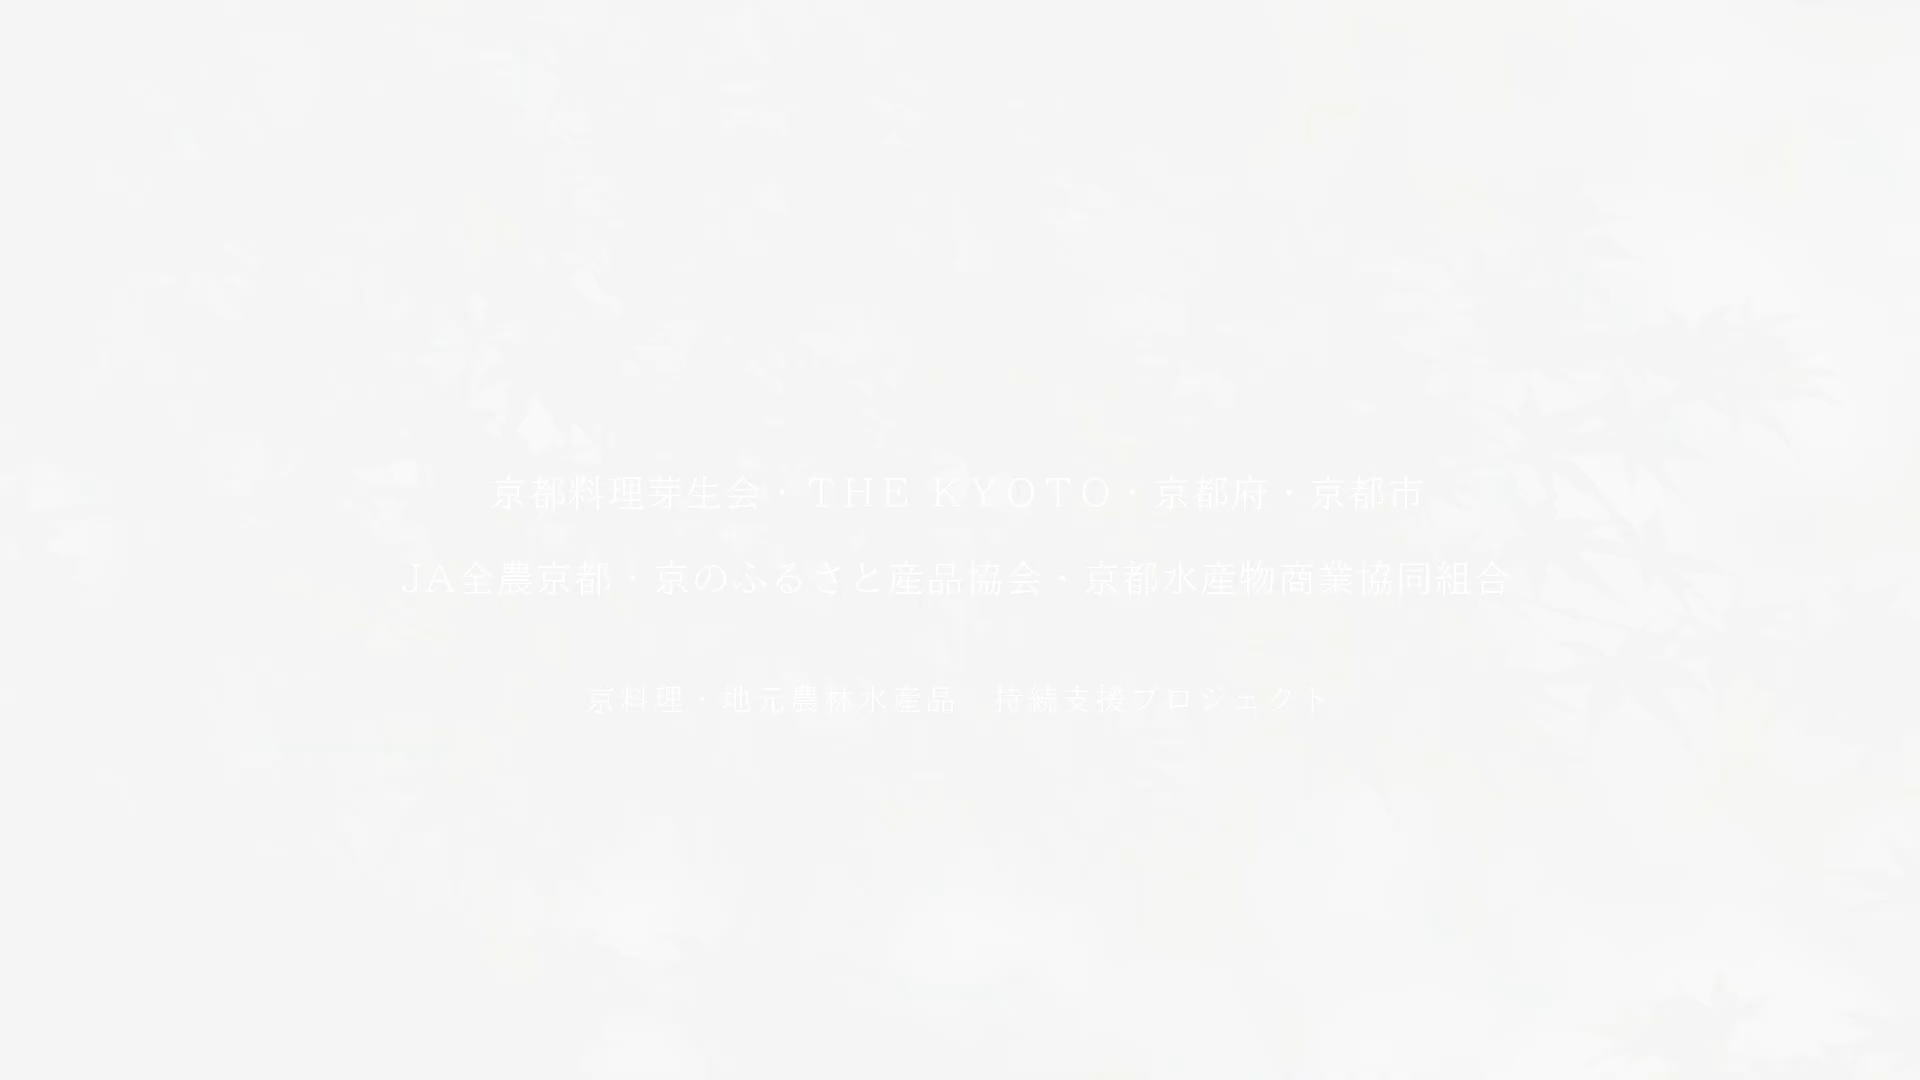 京都料理芽生会・THE KYOTO・京都府・京都市
JA全農京都・京のふるさと産品協会・京都水産物商業協同組合
京料理・地元農林水産品　持続支援プロジェクト